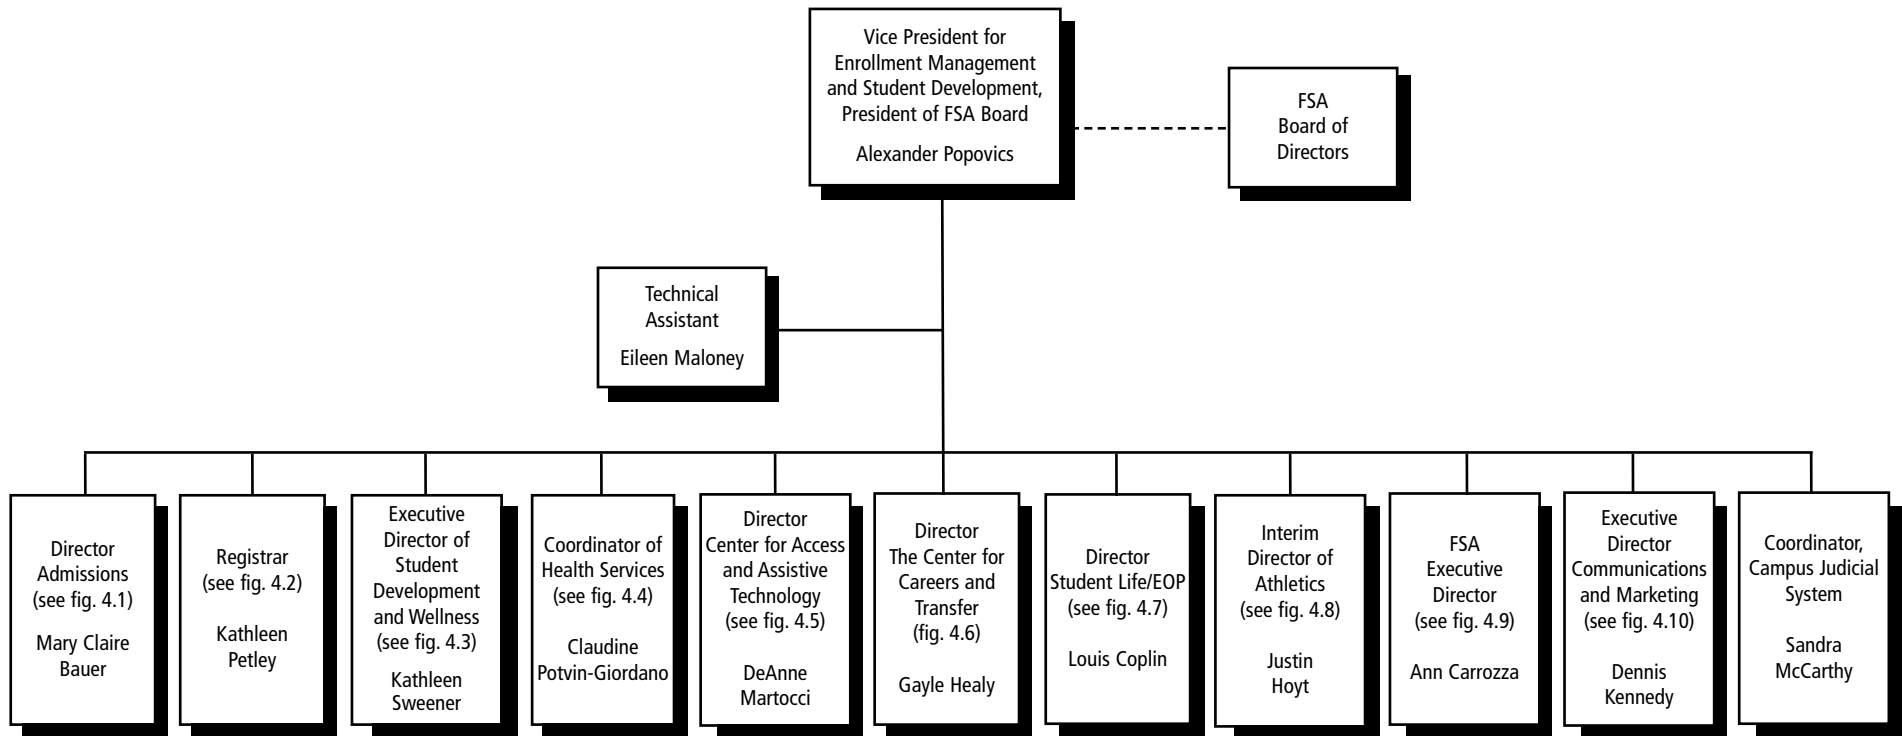 Vice President for
Enrollment Management
and Student Development,
President of FSA Board
Alexander Popovics
FSA
Board of
Directors
Technical
Assistant
Eileen Maloney
Director
Admissions
(see fig. 4.1)
Mary Claire
Bauer
Registrar
(see fig. 4.2)
Kathleen
Petley
Executive
Director of
Student
Development
and Wellness
(see fig. 4.3)
Kathleen
Sweener
Coordinator of
Health Services
(see fig. 4.4)
Claudine
Potvin-Giordano
Director
Center for Access
and Assistive
Technology
(see fig. 4.5)
DeAnne
Martocci
Director
The Center for
Careers and
Transfer
(fig. 4.6)
Gayle Healy
Director
Student Life/EOP
(see fig. 4.7)
Louis Coplin
Interim
Director of
Athletics
(see fig. 4.8)
Justin
Hoyt
FSA
Executive
Director
(see fig. 4.9)
Ann Carrozza
Executive
Director
Communications
and Marketing
(see fig. 4.10)
Dennis
Kennedy
Coordinator,
Campus Judicial
System
Sandra
McCarthy